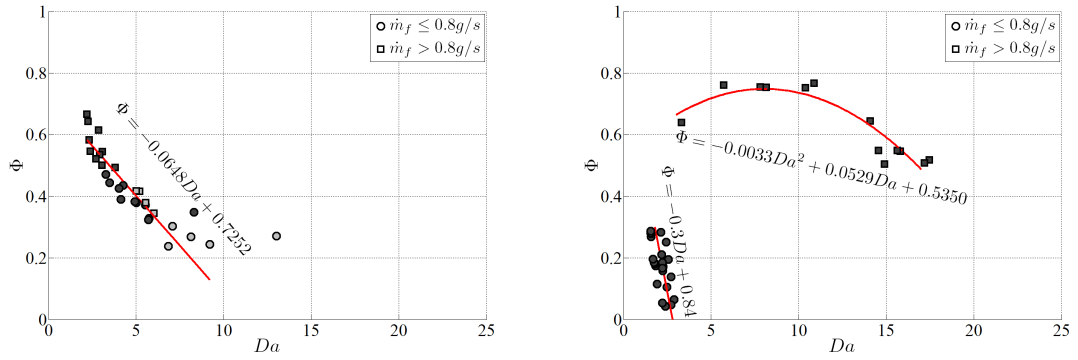 1
0.8
0.6
0.4
0.2
0
Φ
0 5 10 15 20 25
Da
ṁ_f ≤ 0.8g/s
ṁ_f > 0.8g/s
Φ = −0.0648Da + 0.7252
1
0.8
0.6
0.4
0.2
0
Φ
0 5 10 15 20 25
Da
ṁ_f ≤ 0.8g/s
ṁ_f > 0.8g/s
Φ = −0.0033Da² + 0.0529Da + 0.5350
Φ = −0.3Da + 0.84